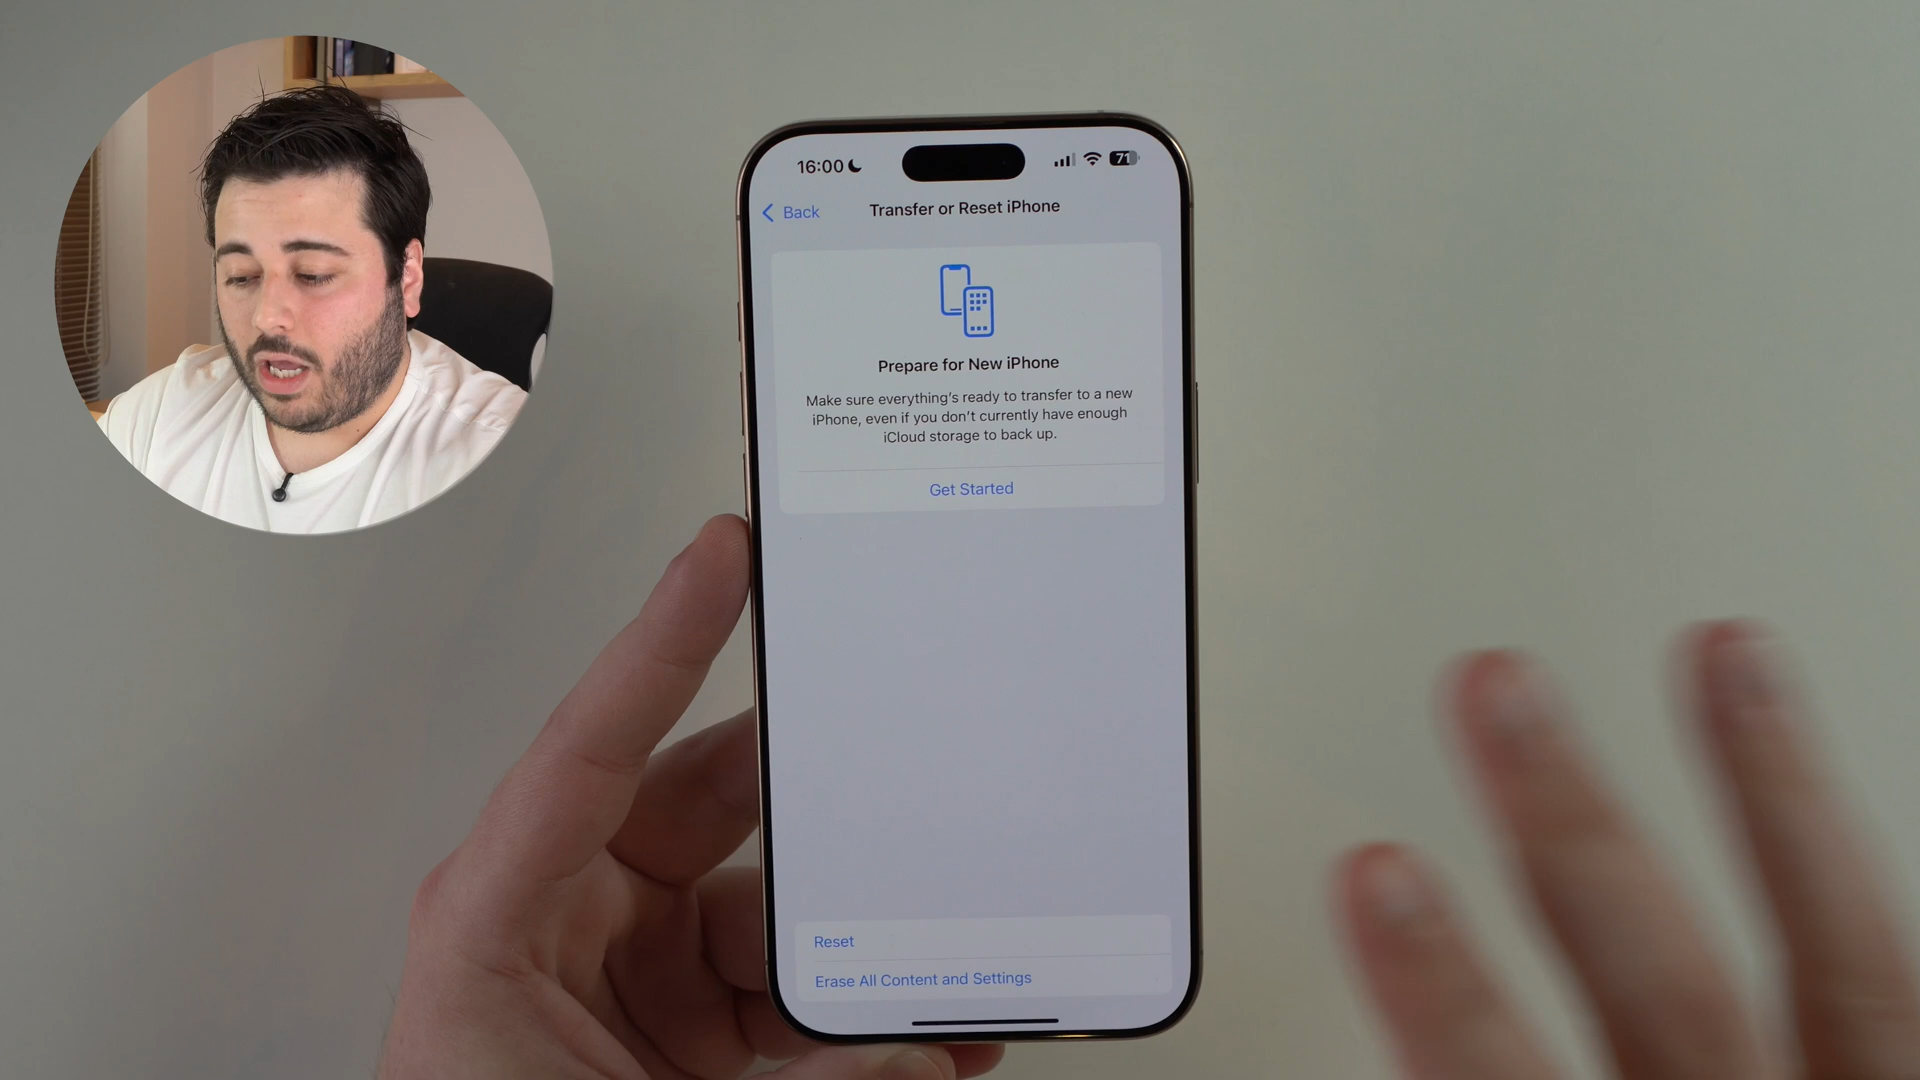 16:00
71
Back
Transfer or Reset iPhone
Prepare for New iPhone
Make sure everything's ready to transfer to a new
iPhone, even if you don't currently have enough
iCloud storage to back up.
Get Started
Reset
Erase All Content and Settings